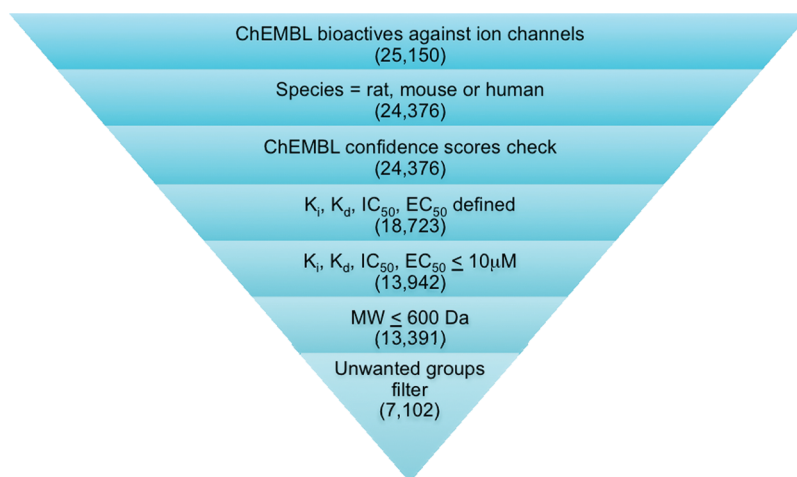 ChEMBL bioactives against ion channels
(25,150)
Species = rat, mouse or human
(24,376)
ChEMBL confidence scores check
(24,376)
Kᵢ, K_d, IC₅₀, EC₅₀ defined
(18,723)
Kᵢ, K_d, IC₅₀, EC₅₀ ≤ 10μM
(13,942)
MW ≤ 600 Da
(13,391)
Unwanted groups
filter
(7,102)